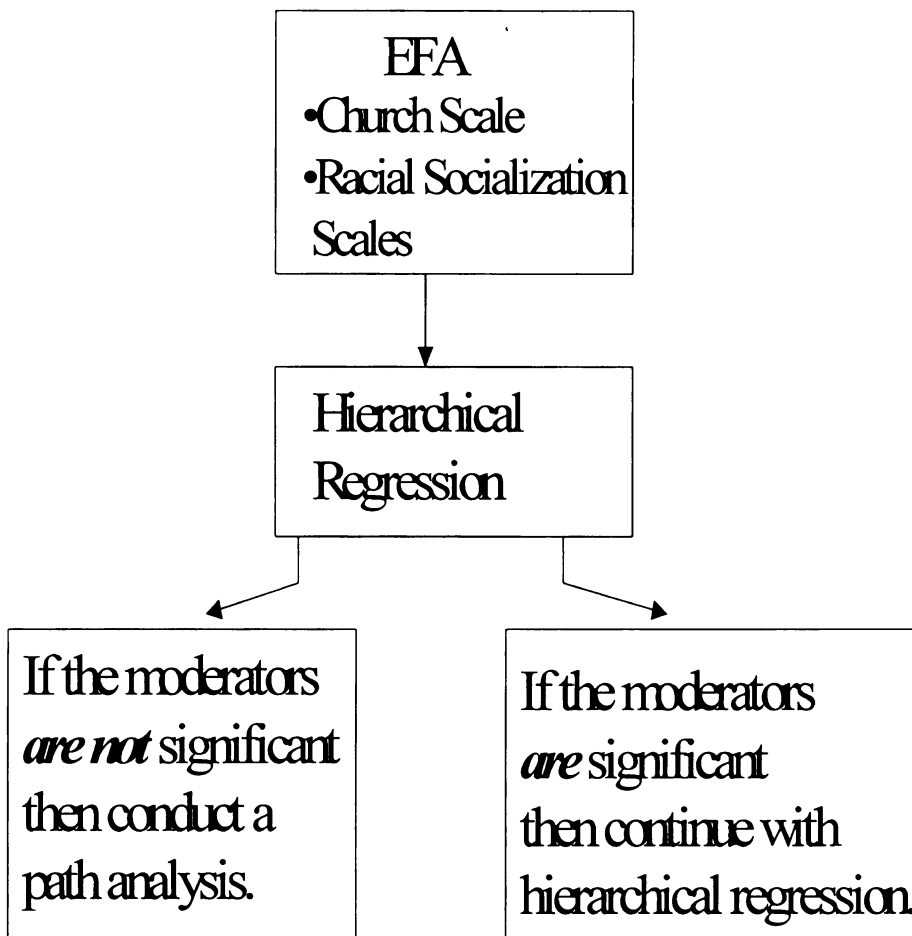 EFA
•Church Scale
•Racial Socialization
Scales
Hierarchical
Regression
If the moderators
are not significant
then conduct a
path analysis.
If the moderators
are significant
then continue with
hierarchical regression.